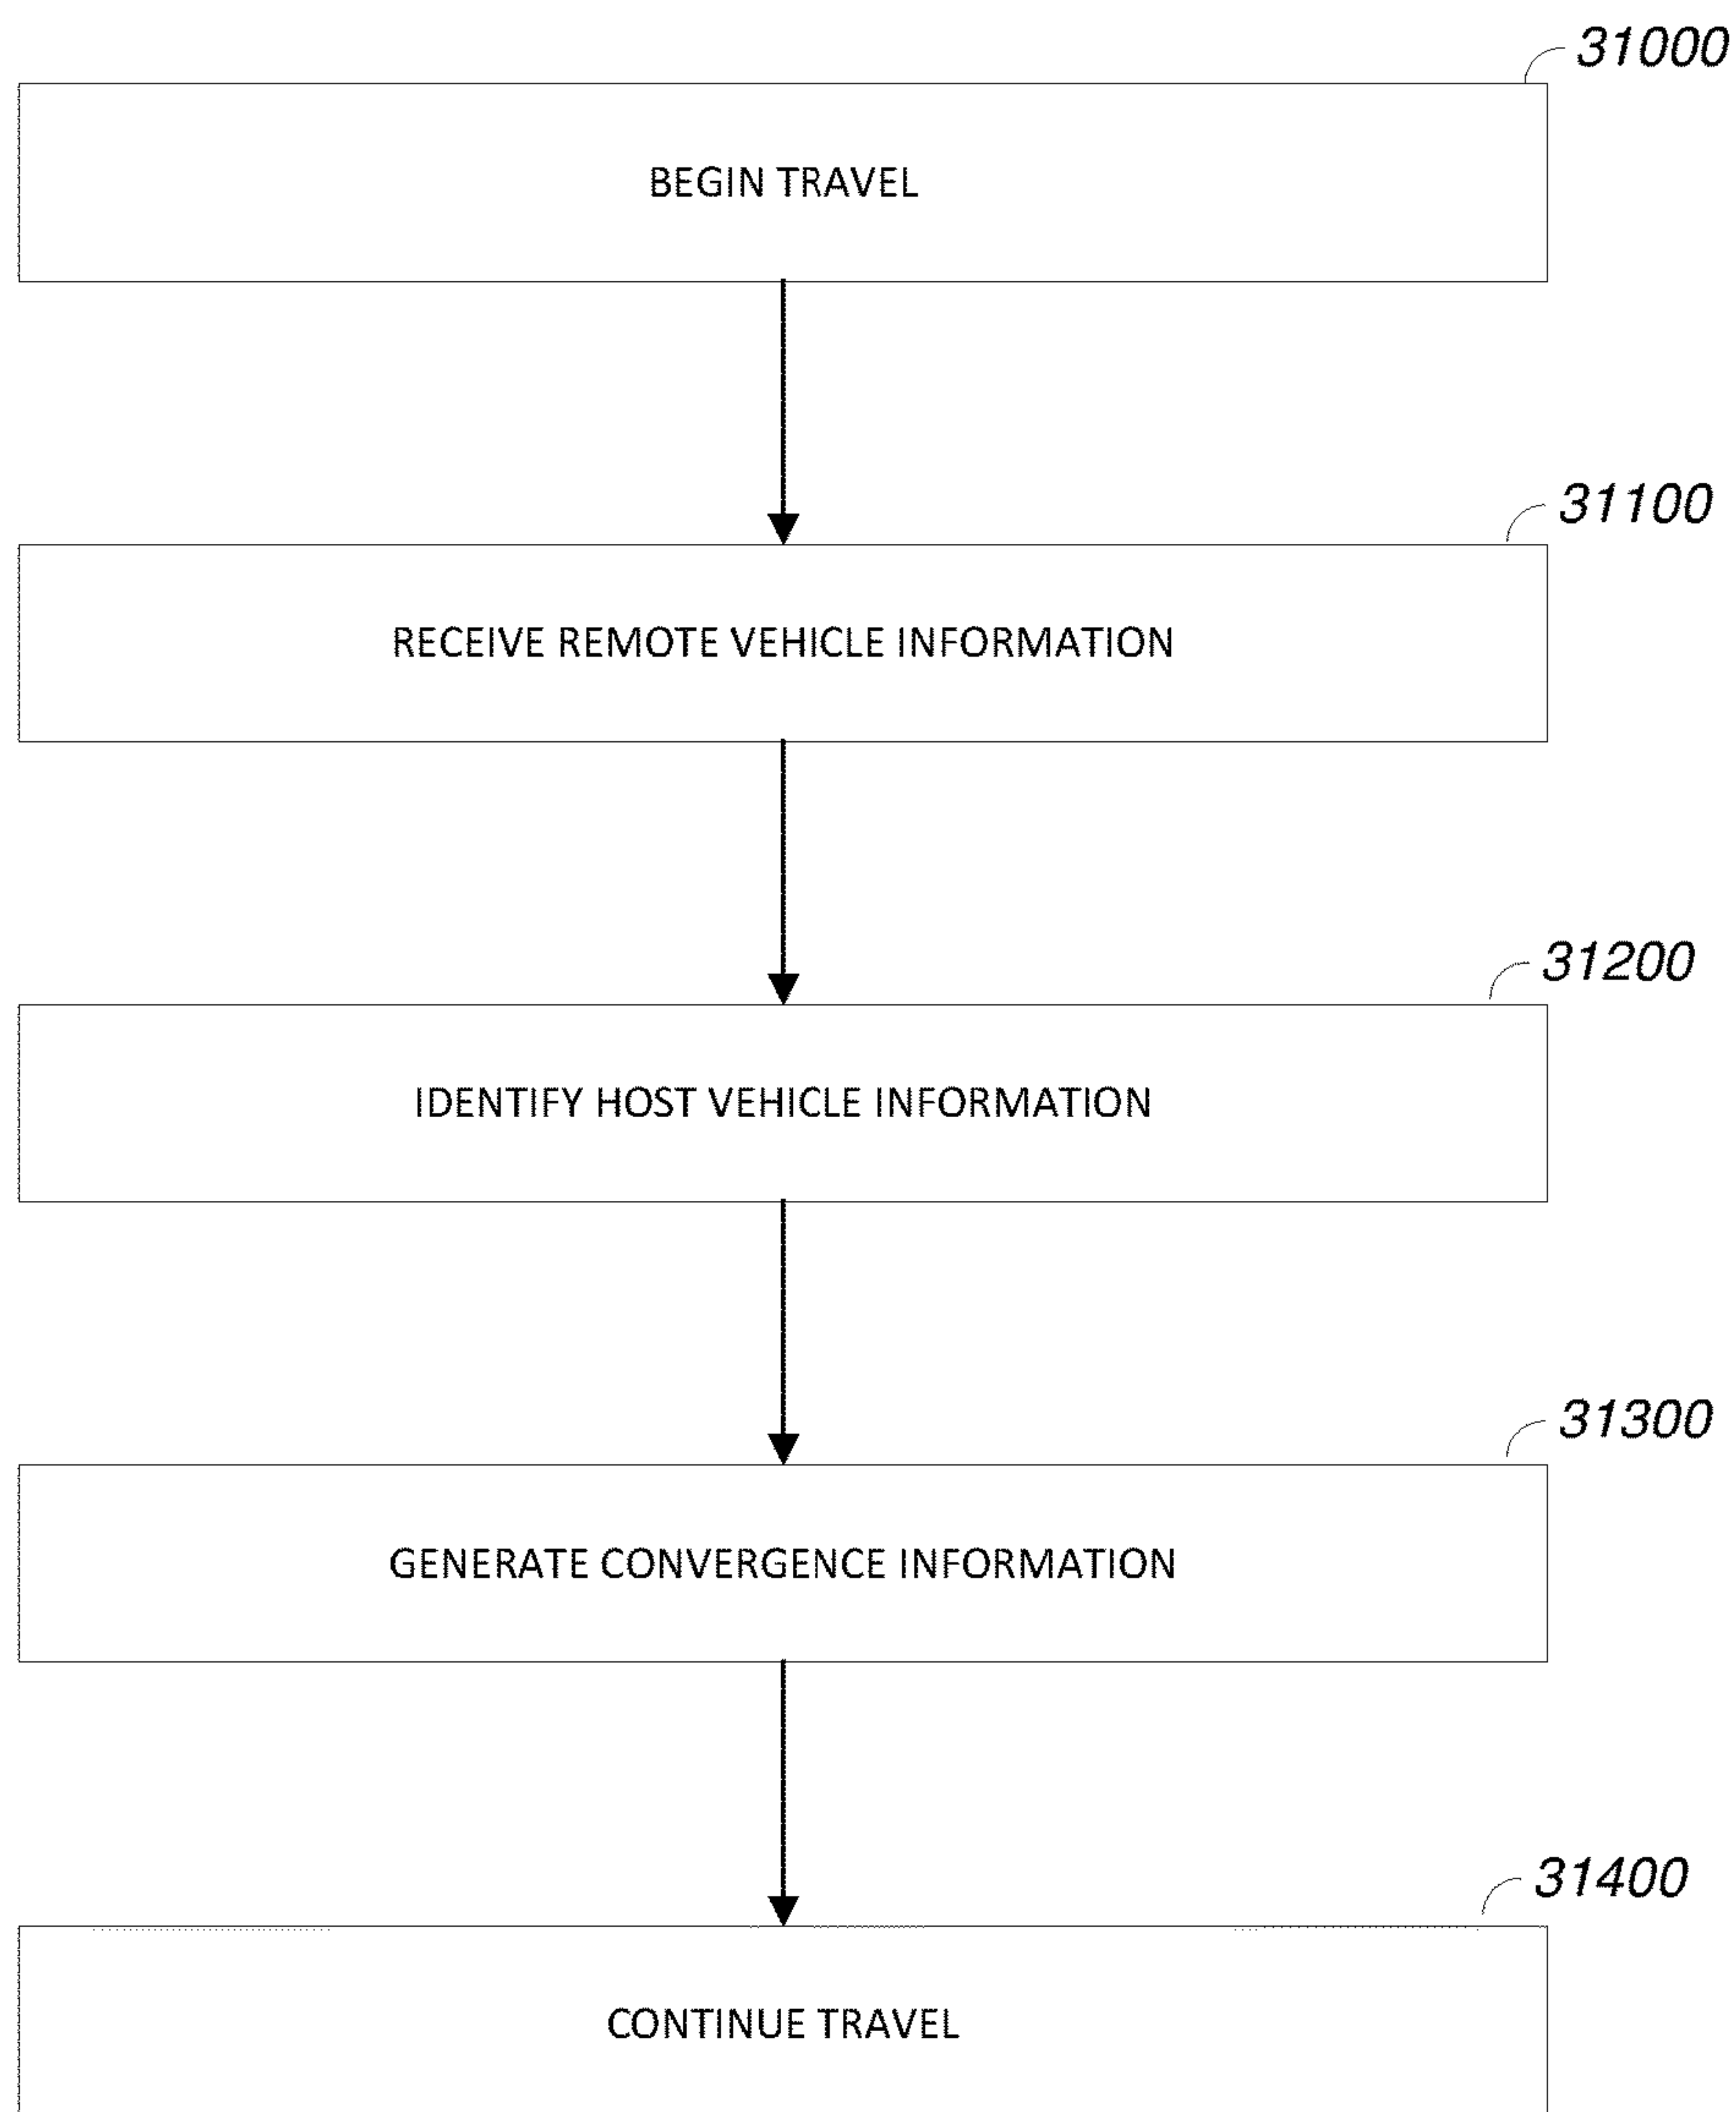 31000
BEGIN TRAVEL
31100
RECEIVE REMOTE VEHICLE INFORMATION
31200
IDENTIFY HOST VEHICLE INFORMATION
31300
GENERATE CONVERGENCE INFORMATION
31400
CONTINUE TRAVEL